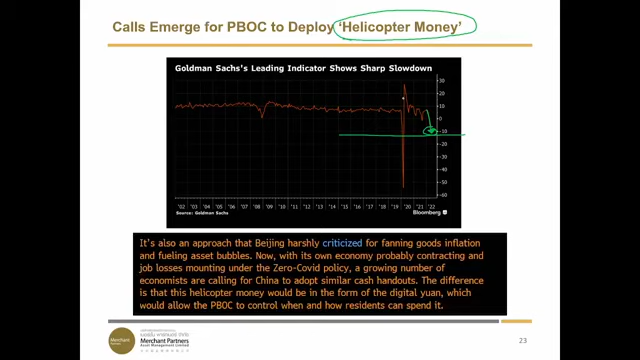 Calls Emerge for PBOC to Deploy ‘Helicopter Money’
Goldman Sachs's Leading Indicator Shows Sharp Slowdown
30
20
10
0
-10
-20
-30
-40
-50
-60
'02 '03 '04 '05 '06 '07 '08 '09 '10 '11 '12 '13 '14 '15 '16 '17 '18 '19 '20 '21 '22
Source: Goldman Sachs
Bloomberg
It's also an approach that Beijing harshly criticized for fanning goods inflation
and fueling asset bubbles. Now, with its own economy probably contracting and
job losses mounting under the Zero-Covid policy, a growing number of
economists are calling for China to adopt similar cash handouts. The difference
is that this helicopter money would be in the form of the digital yuan, which
would allow the PBOC to control when and how residents can spend it.
Merchant Partners
Asset Management Limited
23